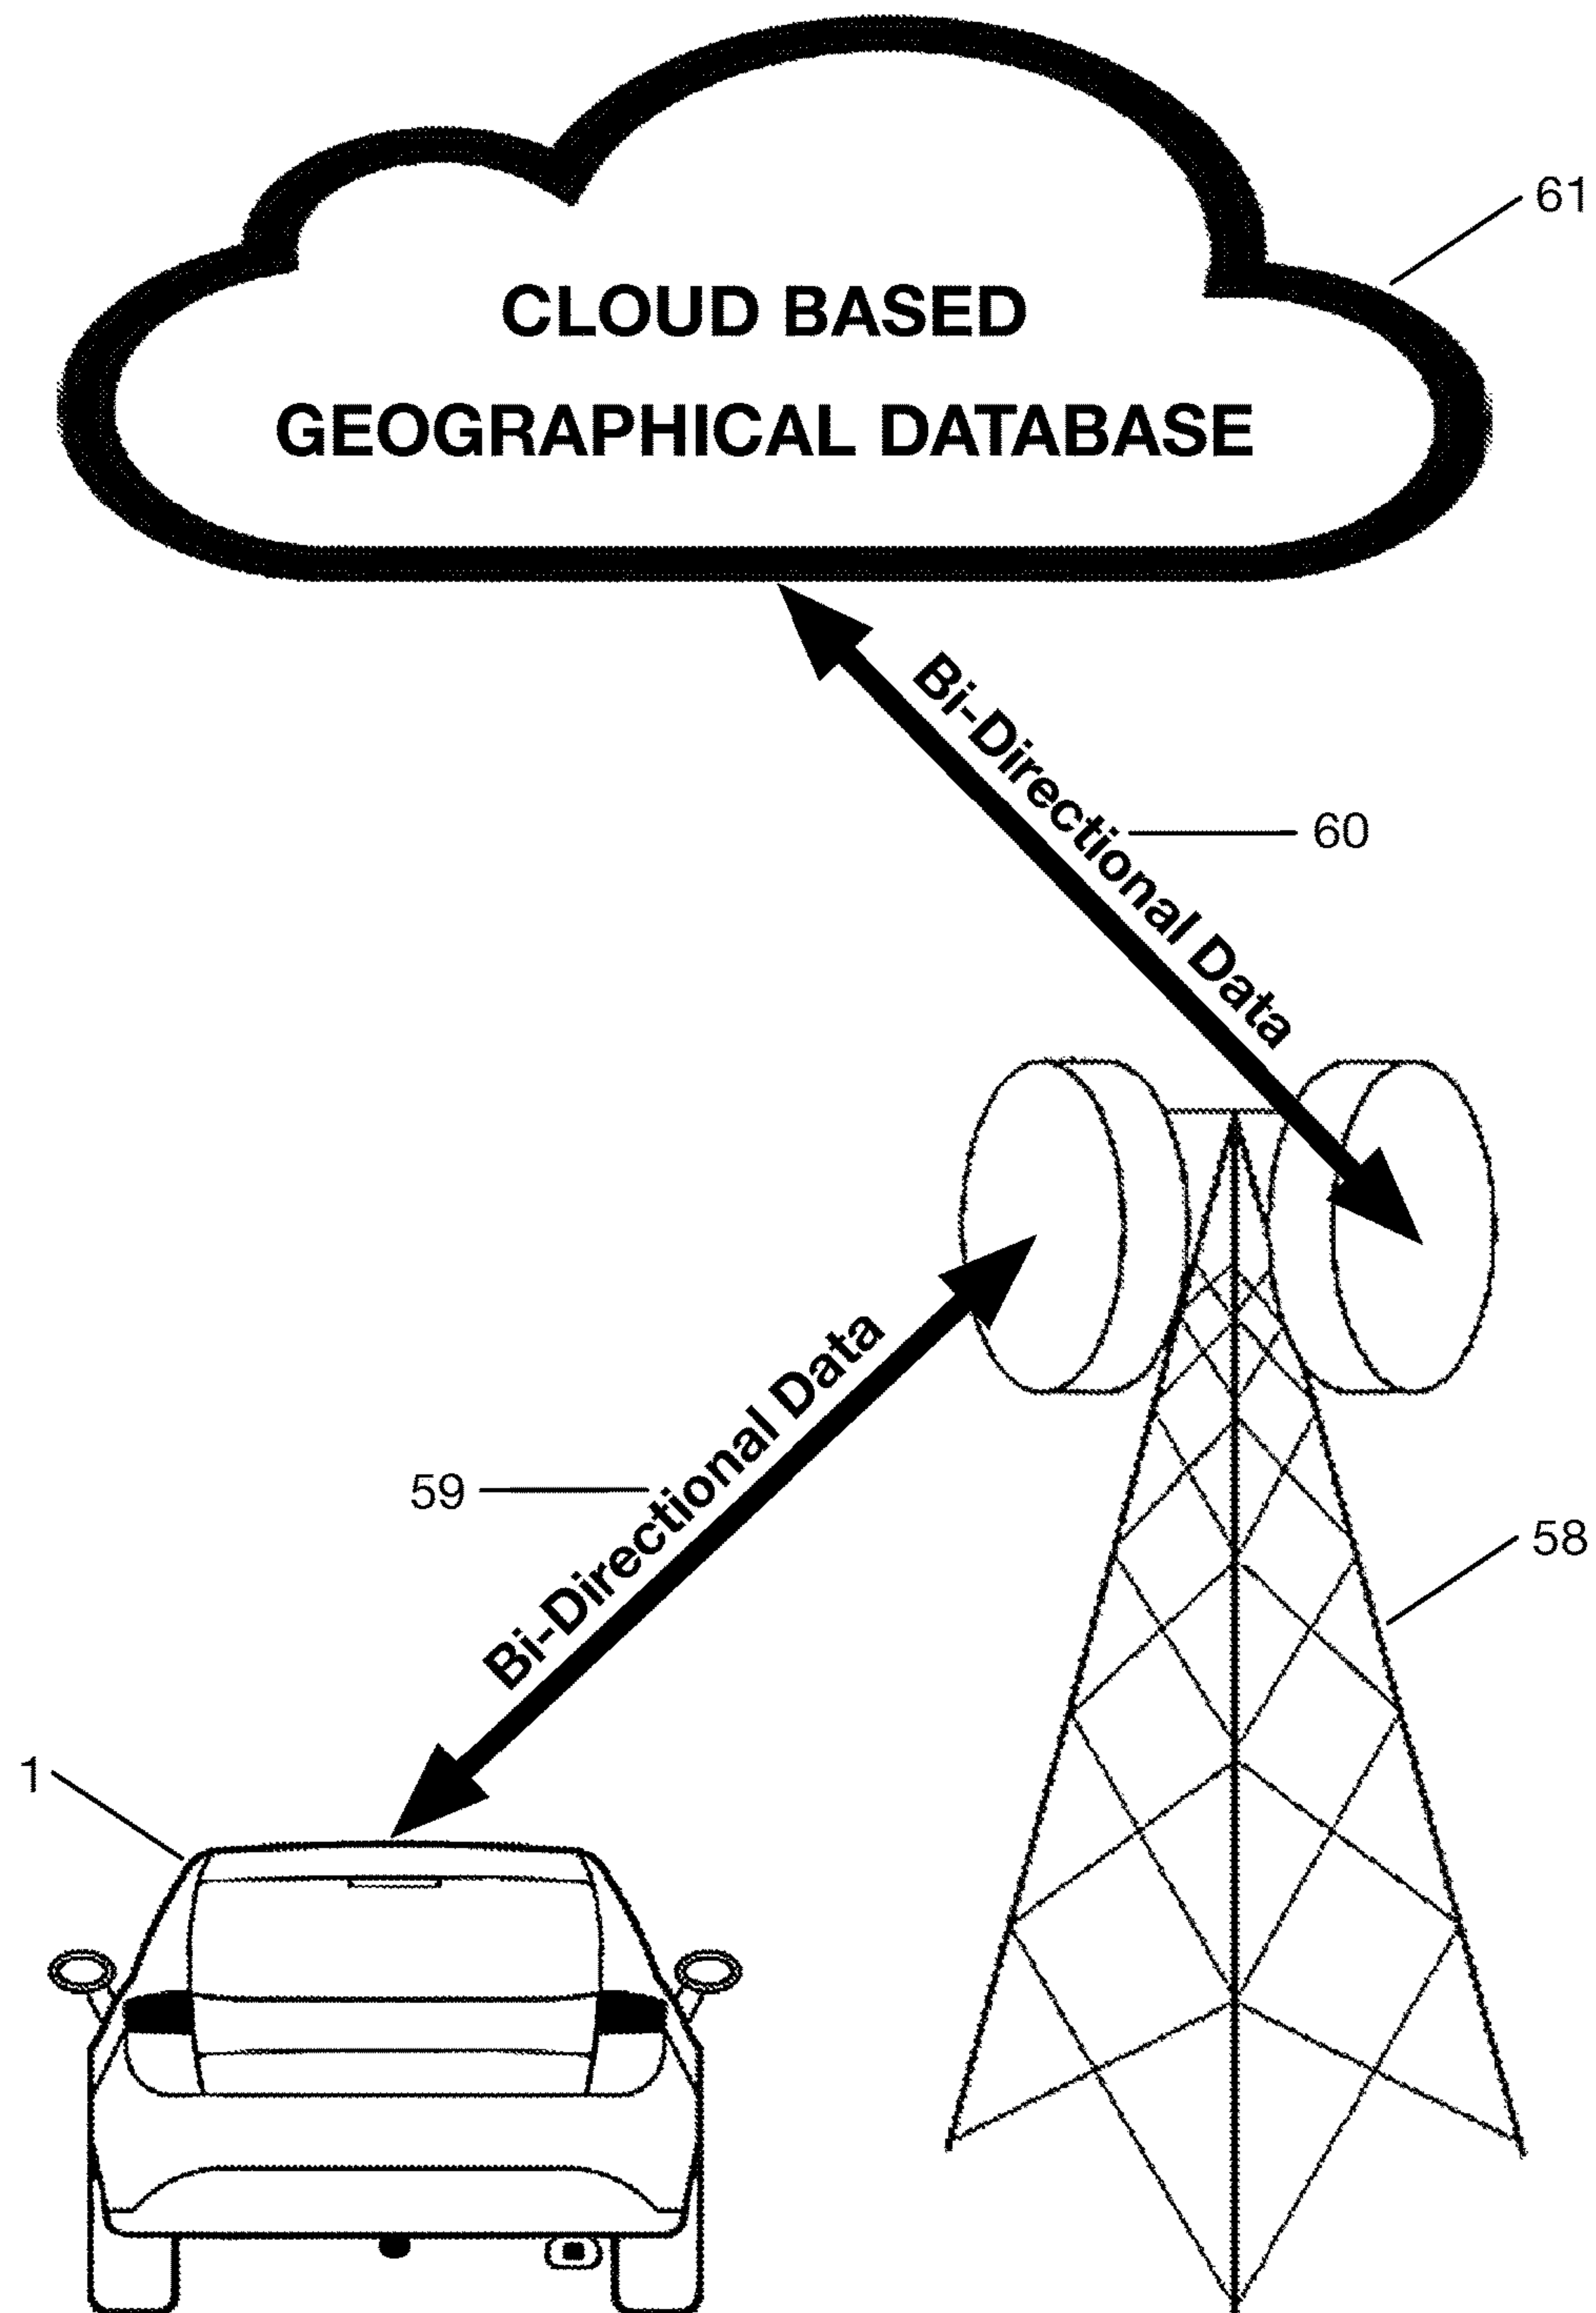 61
CLOUD BASED
GEOGRAPHICAL DATABASE
Bi-Directional Data
60
Bi-Directional Data
59
58
1